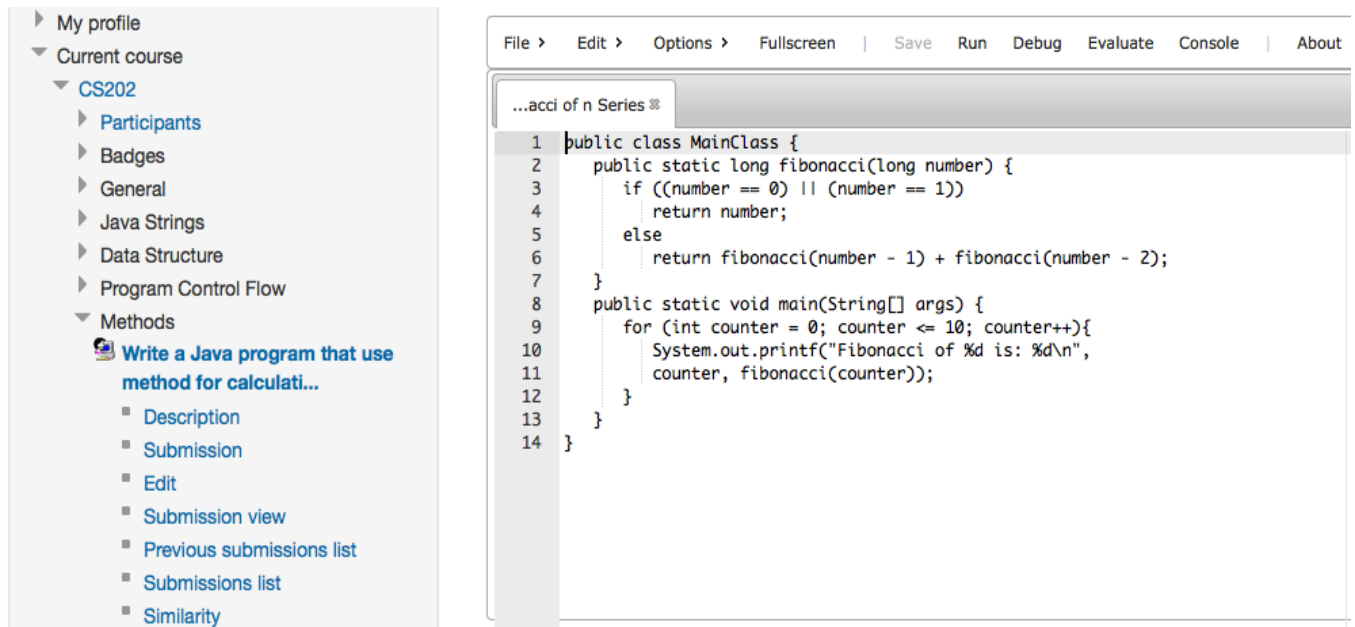 My profile
Current course
CS202
Participants
Badges
General
Java Strings
Data Structure
Program Control Flow
Methods
Write a Java program that use
method for calculati...
Description
Submission
Edit
Submission view
Previous submissions list
Submissions list
Similarity
File > Edit > Options > Fullscreen | Save Run Debug Evaluate Console | About
...acci of n Series
1 public class MainClass {
2 public static long fibonacci(long number) {
3 if ((number == 0) || (number == 1))
4 return number;
5 else
6 return fibonacci(number - 1) + fibonacci(number - 2);
7 }
8 public static void main(String[] args) {
9 for (int counter = 0; counter <= 10; counter++){
10 System.out.printf("Fibonacci of %d is: %d\n",
11 counter, fibonacci(counter));
12 }
13 }
14 }